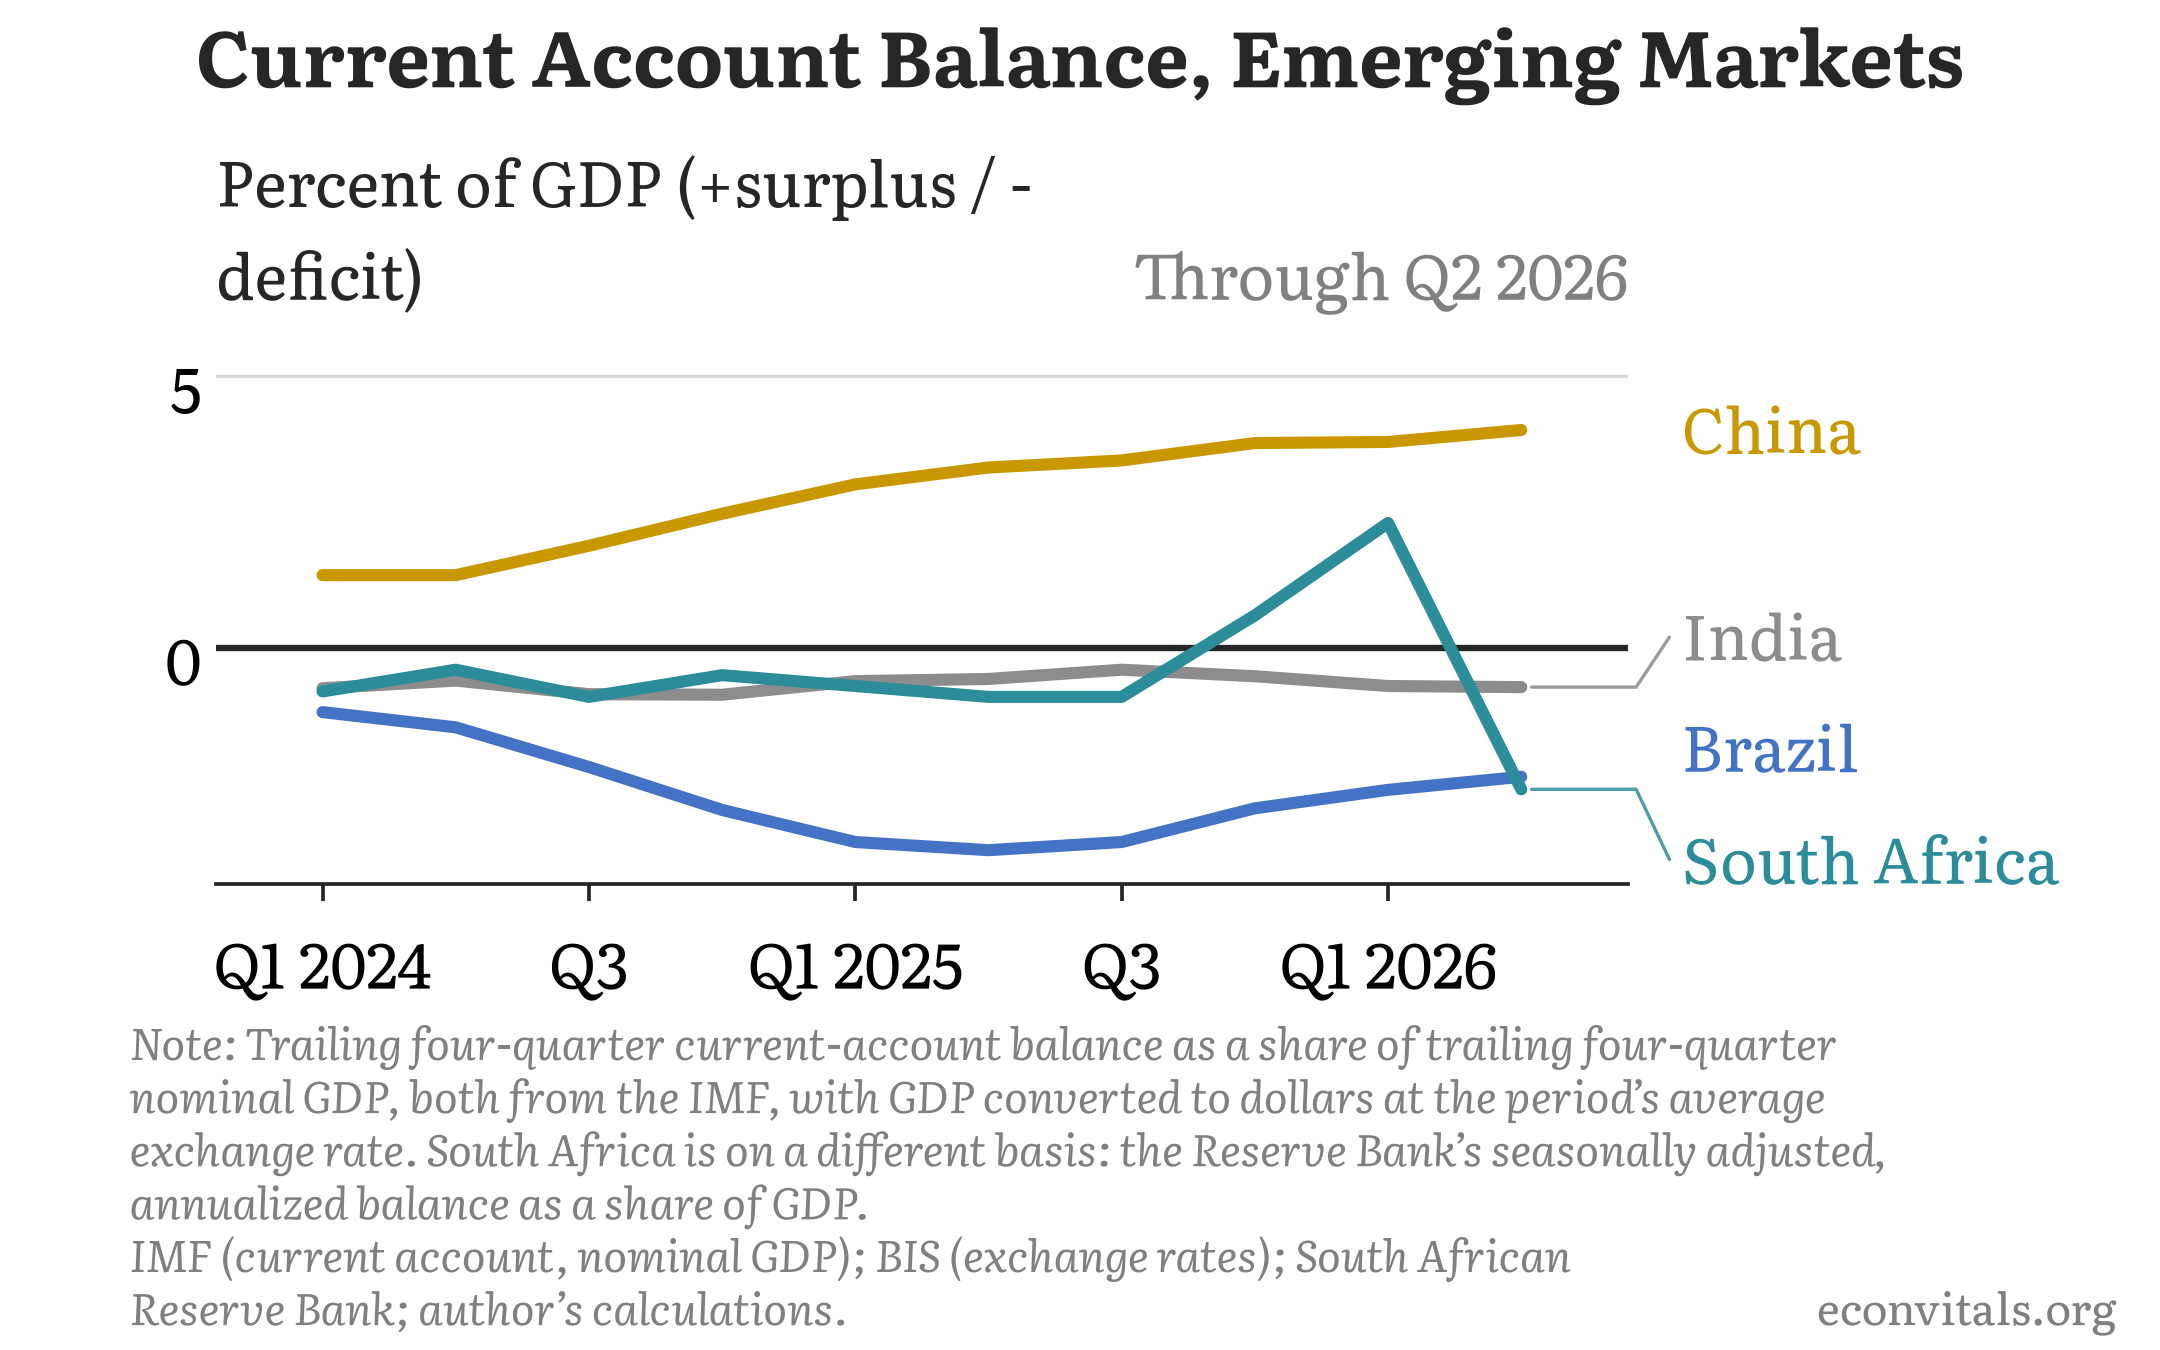 Current Account Balance, Emerging Markets
Percent of GDP (+surplus / -
deficit)
Through Q2 2026
5
China
0
India
Brazil
South Africa
Q1 2024
Q3
Q1 2025
Q3
Q1 2026
Note: Trailing four-quarter current-account balance as a share of trailing four-quarter
nominal GDP, both from the IMF, with GDP converted to dollars at the period’s average
exchange rate. South Africa is on a different basis: the Reserve Bank’s seasonally adjusted,
annualized balance as a share of GDP.
IMF (current account, nominal GDP); BIS (exchange rates); South African
Reserve Bank; author’s calculations.
econvitals.org